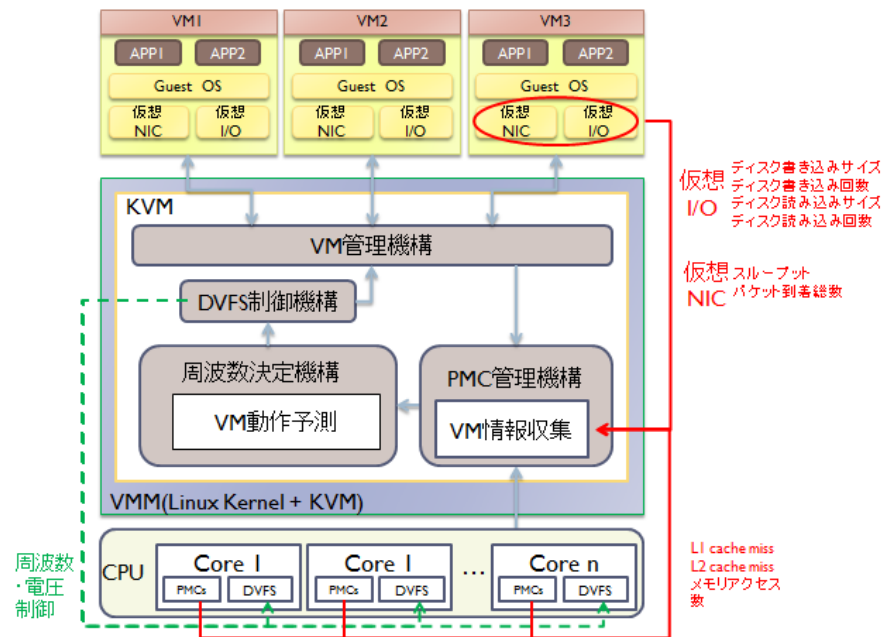 VM1
VM2
VM3
APP1
APP2
APP1
APP2
APP1
APP2
Guest OS
Guest OS
Guest OS
仮想
NIC
仮想
I/O
仮想
NIC
仮想
I/O
仮想
NIC
仮想
I/O
仮想
I/O
ディスク書き込みサイズ
ディスク書き込み回数
ディスク読み込みサイズ
ディスク読み込み回数
仮想
NIC
スループット
パケット到着総数
KVM
VM管理機構
DVFS制御機構
周波数決定機構
VM動作予測
PMC管理機構
VM情報収集
VMM(Linux Kernel + KVM)
周波数
・電圧
制御
CPU
Core 1
PMCs
DVFS
Core 1
PMCs
DVFS
…
Core n
PMCs
DVFS
L1 cache miss
L2 cache miss
メモリアクセス
数